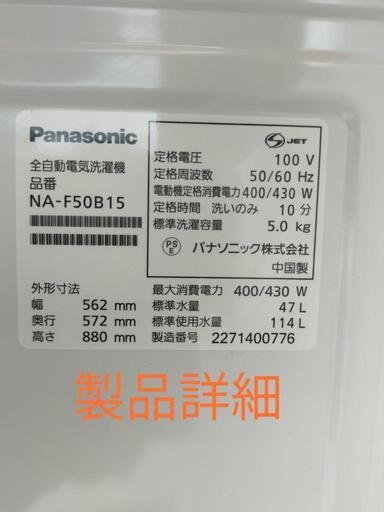 Panasonic
全自動電気洗濯機
品番
NA-F50B15
外形寸法
幅 562 mm
奥行 572 mm
高さ 880 mm
S JET
定格電圧 100 V
定格周波数 50/60 Hz
電動機定格消費電力 400/430 W
定格時間 洗いのみ 10 分
標準洗濯容量 5.0 kg
PS E パナソニック株式会社
中国製
最大消費電力 400/430 W
標準水量 47 L
標準使用水量 114 L
製造番号 2271400776
製品詳細